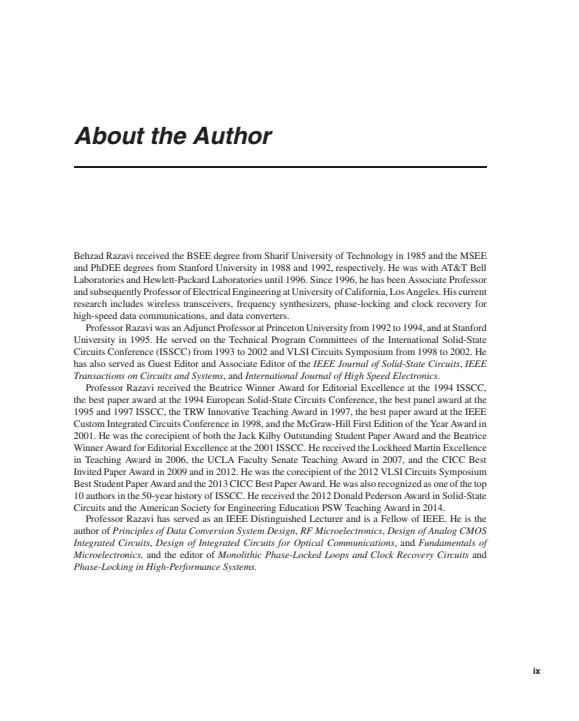 About the Author
Behzad Razavi received the BSEE degree from Sharif University of Technology in 1985 and the MSEE
and PhDEE degrees from Stanford University in 1988 and 1992, respectively. He was with AT&T Bell
Laboratories and Hewlett-Packard Laboratories until 1996. Since 1996, he has been Associate Professor
and subsequently Professor of Electrical Engineering at University of California, Los Angeles. His current
research includes wireless transceivers, frequency synthesizers, phase-locking and clock recovery for
high-speed data communications, and data converters.
Professor Razavi was an Adjunct Professor at Princeton University from 1992 to 1994, and at Stanford
University in 1995. He served on the Technical Program Committees of the International Solid-State
Circuits Conference (ISSCC) from 1993 to 2002 and VLSI Circuits Symposium from 1998 to 2002. He
has also served as Guest Editor and Associate Editor of the IEEE Journal of Solid-State Circuits, IEEE
Transactions on Circuits and Systems, and International Journal of High Speed Electronics.
Professor Razavi received the Beatrice Winner Award for Editorial Excellence at the 1994 ISSCC,
the best paper award at the 1994 European Solid-State Circuits Conference, the best panel award at the
1995 and 1997 ISSCC, the TRW Innovative Teaching Award in 1997, the best paper award at the IEEE
Custom Integrated Circuits Conference in 1998, and the McGraw-Hill First Edition of the Year Award in
2001. He was the corecipient of both the Jack Kilby Outstanding Student Paper Award and the Beatrice
Winner Award for Editorial Excellence at the 2001 ISSCC. He received the Lockheed Martin Excellence
in Teaching Award in 2006, the UCLA Faculty Senate Teaching Award in 2007, and the CICC Best
Invited Paper Award in 2009 and in 2012. He was the corecipient of the 2012 VLSI Circuits Symposium
Best Student Paper Award and the 2013 CICC Best Paper Award. He was also recognized as one of the top
10 authors in the 50-year history of ISSCC. He received the 2012 Donald Pederson Award in Solid-State
Circuits and the American Society for Engineering Education PSW Teaching Award in 2014.
Professor Razavi has served as an IEEE Distinguished Lecturer and is a Fellow of IEEE. He is the
author of Principles of Data Conversion System Design, RF Microelectronics, Design of Analog CMOS
Integrated Circuits, Design of Integrated Circuits for Optical Communications, and Fundamentals of
Microelectronics, and the editor of Monolithic Phase-Locked Loops and Clock Recovery Circuits and
Phase-Locking in High-Performance Systems.
ix